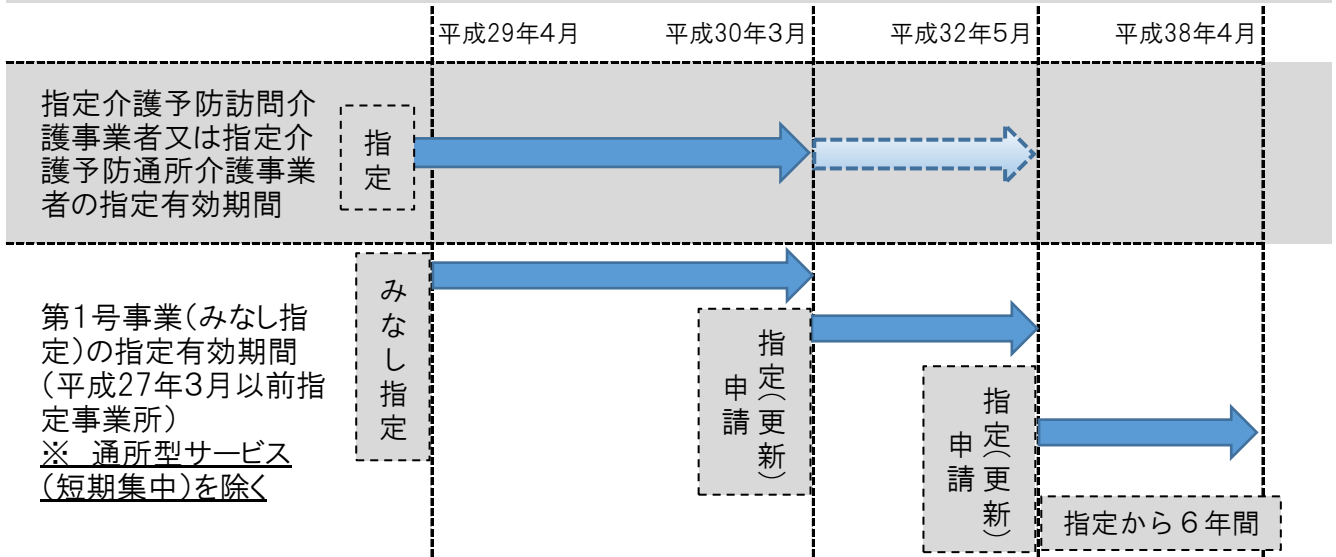 平成29年4月
平成30年3月
平成32年5月
平成38年4月
指定介護予防訪問介
護事業者又は指定介
護予防通所介護事業
者の指定有効期間
指定
みなし指定
第1号事業(みなし指
定)の指定有効期間
(平成27年3月以前指
定事業所)
※ 通所型サービス
(短期集中)を除く
指定(更新)
申請
指定(更新)
申請
指定から6年間